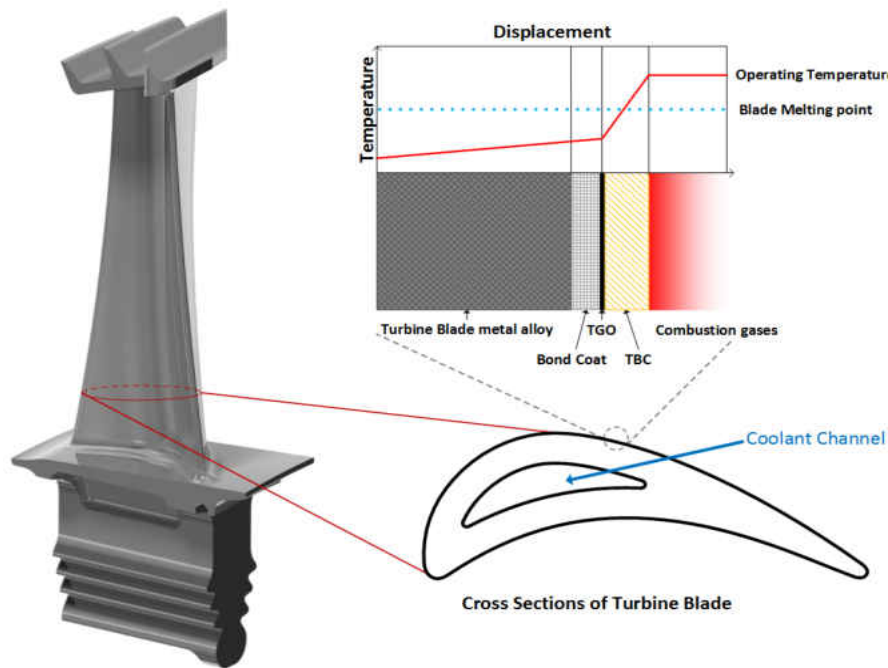 Displacement
Temperature
Operating Temperature
Blade Melting point
Turbine Blade metal alloy
TGO
Combustion gases
Bond Coat
TBC
Coolant Channel
Cross Sections of Turbine Blade